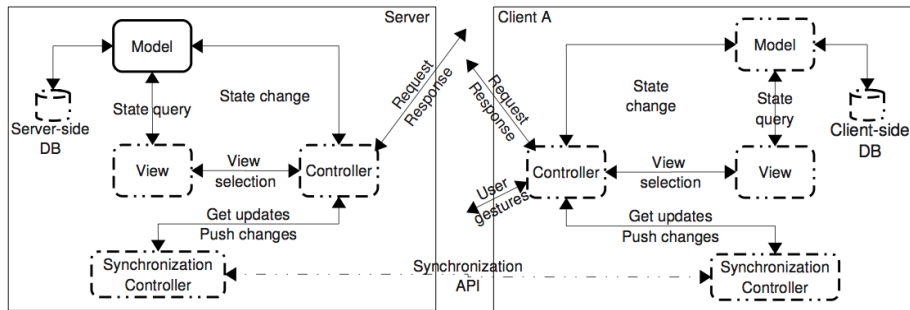 Server
Model
State query
State change
Server-side
DB
View
View
selection
Controller
Get updates
Push changes
Synchronization
Controller
Request
Response
Request
Response
User
gestures
Synchronization
API
Client A
Model
State
change
State
query
Client-side
DB
Controller
View
selection
View
Get updates
Push changes
Synchronization
Controller